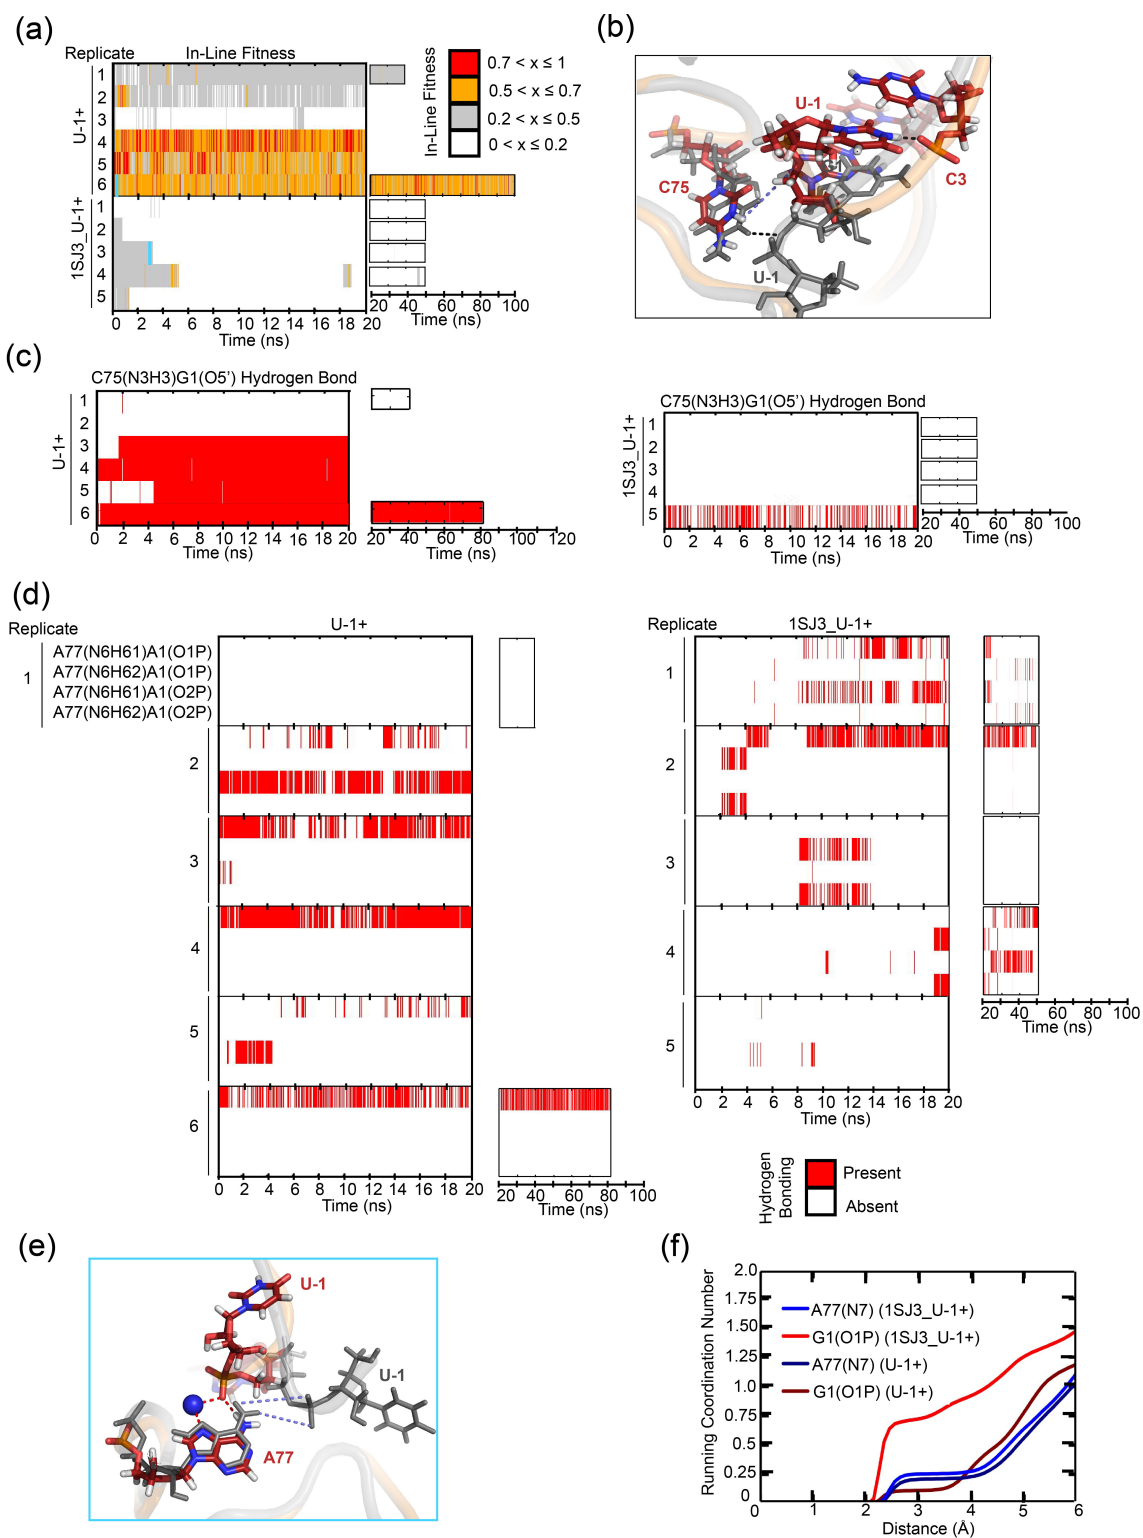 (a)
Replicate In-Line Fitness
U-1+
1
2
3
4
5
6
1SJ3_U-1+
1
2
3
4
5
0 2 4 6 8 10 12 14 16 18 20
Time (ns)
20 40 60 80 100
Time (ns)
In-Line Fitness
0.7 < x ≤ 1
0.5 < x ≤ 0.7
0.2 < x ≤ 0.5
0 < x ≤ 0.2
(b)
U-1
G1
C75
C3
U-1
(c)
C75(N3H3)G1(O5') Hydrogen Bond
U-1+
1
2
3
4
5
6
0 2 4 6 8 10 12 14 16 18 20
Time (ns)
20 40 60 80 100 120
Time (ns)
C75(N3H3)G1(O5') Hydrogen Bond
1SJ3_U-1+
1
2
3
4
5
0 2 4 6 8 10 12 14 16 18 20
Time (ns)
20 40 60 80 100
Time (ns)
(d)
Replicate U-1+
1
A77(N6H61)A1(O1P)
A77(N6H62)A1(O1P)
A77(N6H61)A1(O2P)
A77(N6H62)A1(O2P)
2
3
4
5
6
0 2 4 6 8 10 12 14 16 18 20
Time (ns)
20 40 60 80 100
Time (ns)
Replicate 1SJ3_U-1+
1
2
3
4
5
0 2 4 6 8 10 12 14 16 18 20
Time (ns)
20 40 60 80 100
Time (ns)
Hydrogen Bonding
Present
Absent
(e)
U-1
U-1
A77
(f)
Running Coordination Number
2.0
1.75
1.50
1.25
1.0
0.75
0.5
0.25
0
A77(N7) (1SJ3_U-1+)
G1(O1P) (1SJ3_U-1+)
A77(N7) (U-1+)
G1(O1P) (U-1+)
1 2 3 4 5 6
Distance (Å)